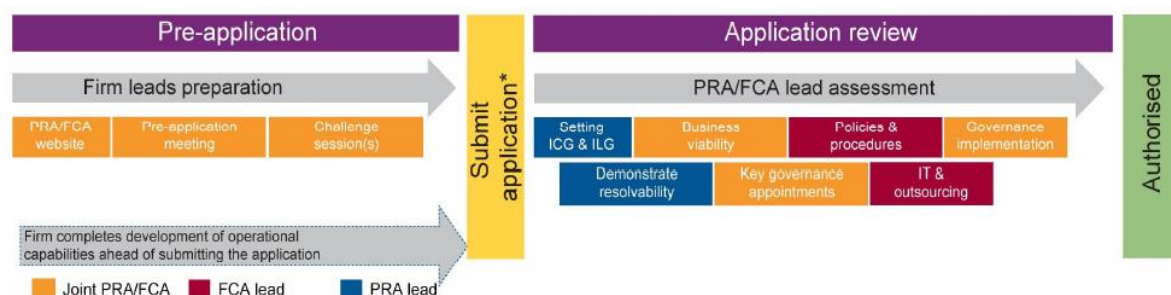 Pre-application
Application review
Firm leads preparation
PRA/FCA lead assessment
PRA/FCA
website
Pre-application
meeting
Challenge
session(s)
Submit
application*
Setting
ICG & ILG
Business
viability
Policies &
procedures
Governance
implementation
Demonstrate
resolvability
Key governance
appointments
IT &
outsourcing
Authorised
Firm completes development of operational
capabilities ahead of submitting the application
Joint PRA/FCA
FCA lead
PRA lead